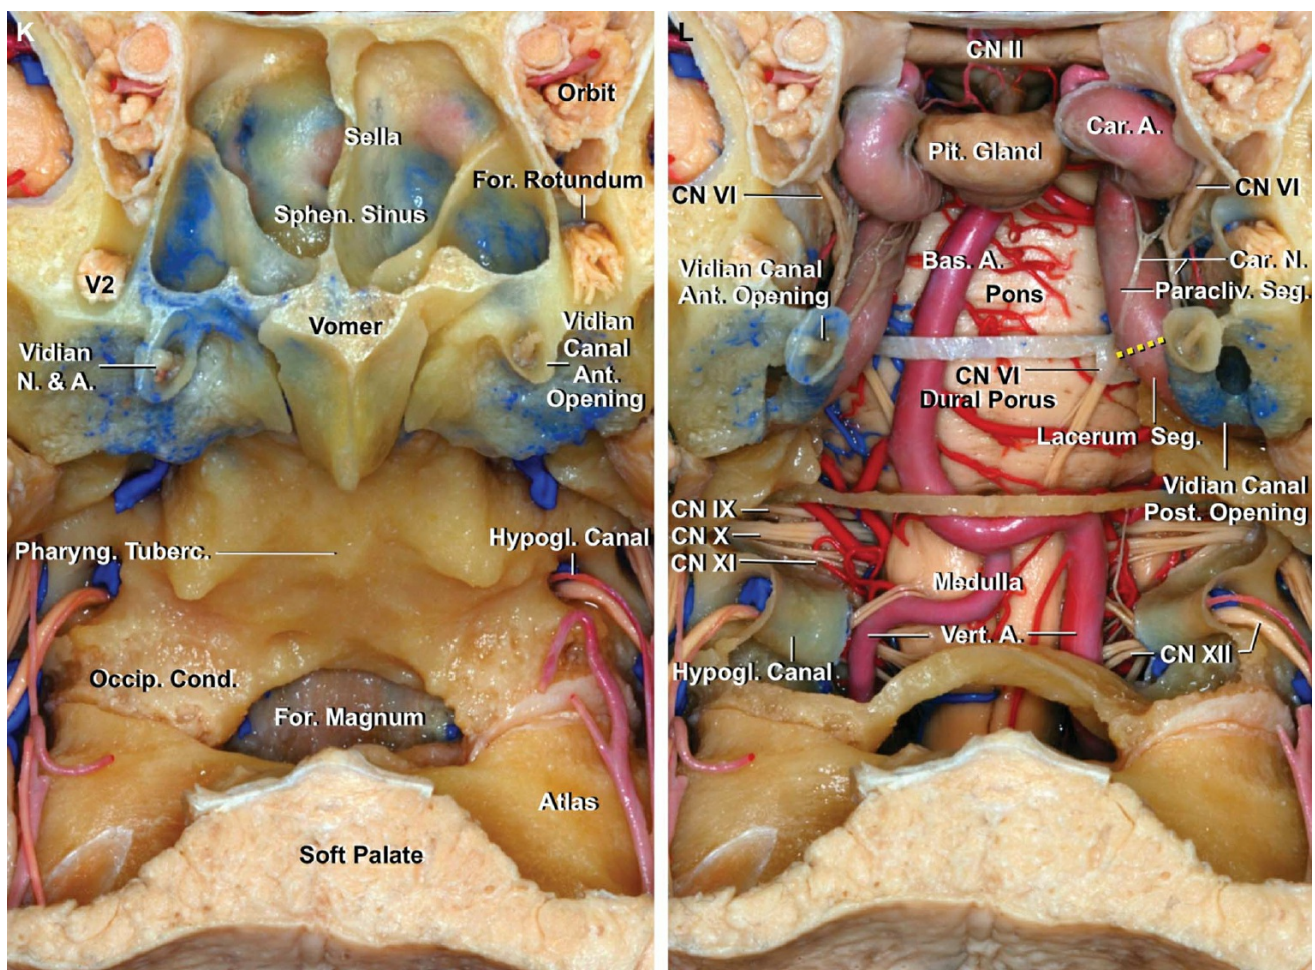 K
Orbit
Sella
For. Rotundum
Sphen. Sinus
V2
Vomer
Vidian
N. & A.
Vidian
Canal
Ant.
Opening
Pharyng. Tuberc.
Hypogl. Canal
Occip. Cond.
For. Magnum
Atlas
Soft Palate
L
CN II
Car. A.
Pit. Gland
CN VI
CN VI
Bas. A.
Car. N.
Vidian Canal
Ant. Opening
Pons
Paracliv. Seg.
CN VI
Dural Porus
Lacerum Seg.
Vidian Canal
Post. Opening
CN IX
CN X
CN XI
Medulla
Vert. A.
CN XII
Hypogl. Canal